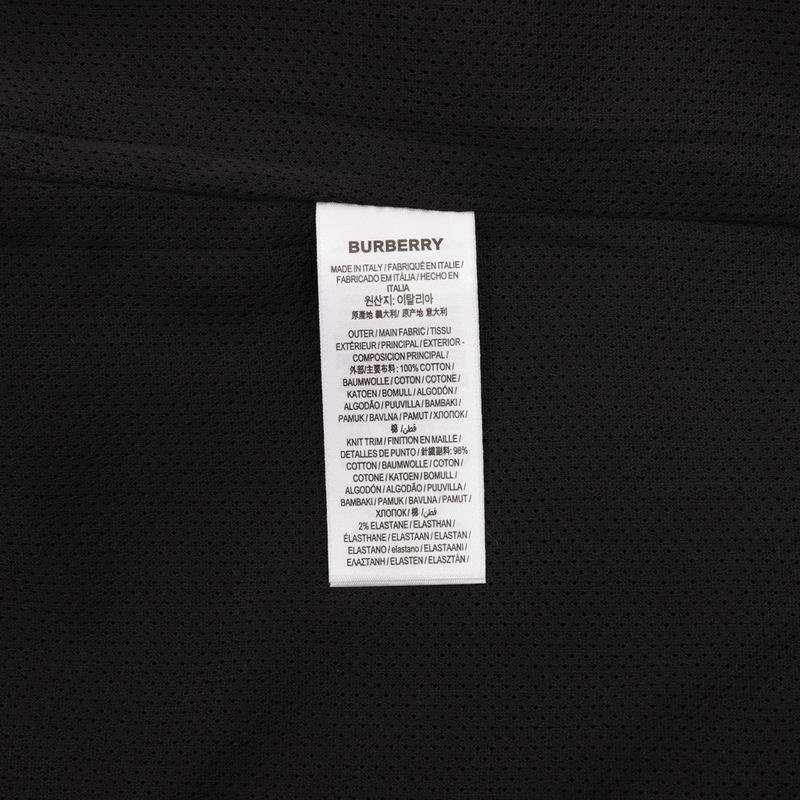 BURBERRY
MADE IN ITALY / FABRIQUÉ EN ITALIE /
FABRICADO EM ITÁLIA / HECHO EN
ITALIA
원산지: 이탈리아
原產地 義大利/ 原产地 意大利
OUTER / MAIN FABRIC / TISSU
EXTÉRIEUR / PRINCIPAL / EXTERIOR -
COMPOSICION PRINCIPAL /
外部/主要布料: 100% COTTON /
BAUMWOLLE / COTON / COTONE /
KATOEN / BOMULL / ALGODÓN /
ALGODÃO / PUUVILLA / BAMBAKI /
PAMUK / BAVLNA / PAMUT / ХЛОПОК /
棉 /قطن
KNIT TRIM / FINITION EN MAILLE /
DETALLES DE PUNTO / 針織副料: 98%
COTTON / BAUMWOLLE / COTON /
COTONE / KATOEN / BOMULL /
ALGODÓN / ALGODÃO / PUUVILLA /
BAMBAKI / PAMUK / BAVLNA / PAMUT /
ХЛОПОК / 棉 /قطن
2% ELASTANE / ELASTHAN /
ÉLASTHANE / ELASTAAN / ELASTAN /
ELASTANO / elastano / ELASTAANI /
ΕΛΑΣΤΑΝΗ / ELASTEN / ELASZTÁN /